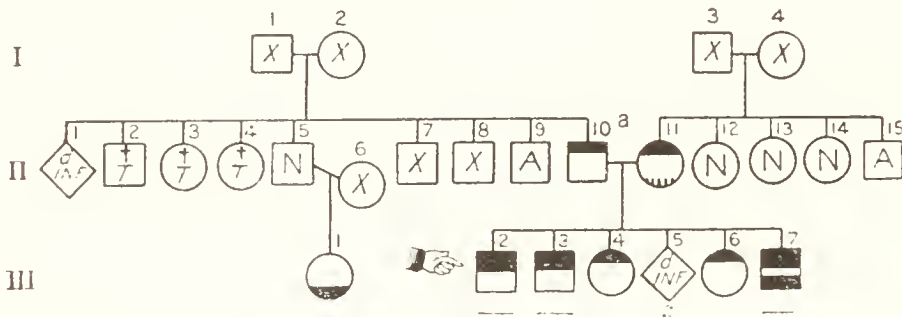 1 2 3 4
I X X X X
1 2 3 4 5 6 7 8 9 10 a 11 12 13 14 15
II d INF † T † T † T N X X X A N N N A
1 2 3 4 5 6 7
III d INF